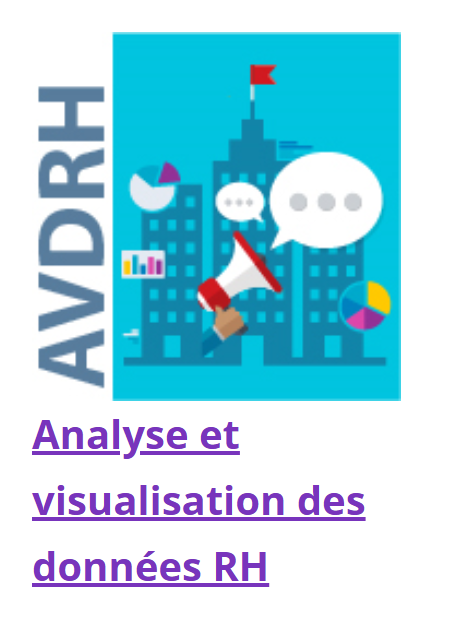 AVDRH
Analyse et
visualisation des
données RH